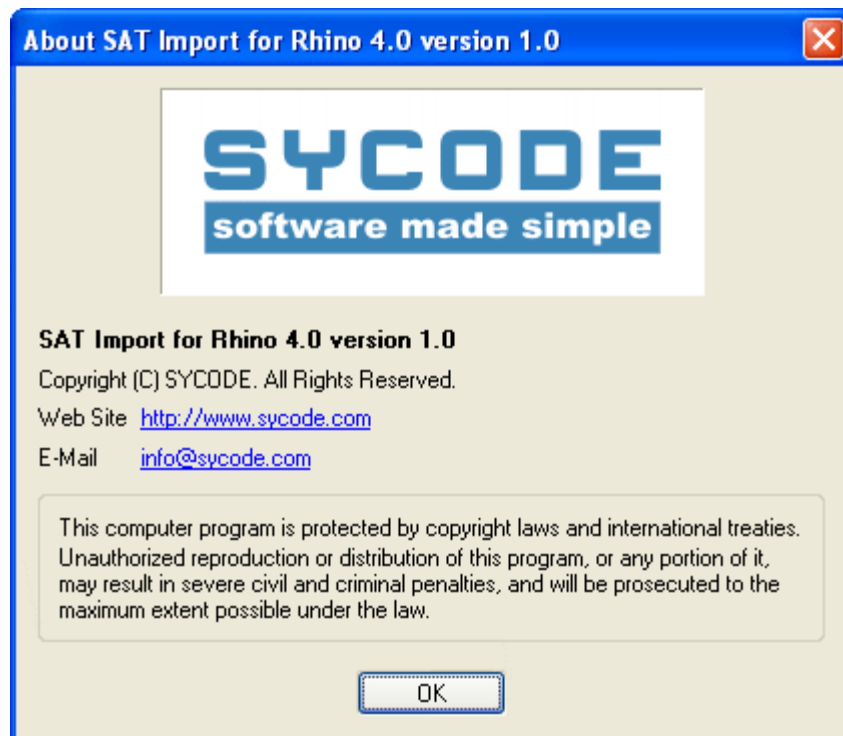 About SAT Import for Rhino 4.0 version 1.0
SYCODE
software made simple
SAT Import for Rhino 4.0 version 1.0
Copyright (C) SYCODE. All Rights Reserved.
Web Site http://www.sycode.com
E-Mail info@sycode.com
This computer program is protected by copyright laws and international treaties.
Unauthorized reproduction or distribution of this program, or any portion of it,
may result in severe civil and criminal penalties, and will be prosecuted to the
maximum extent possible under the law.
OK